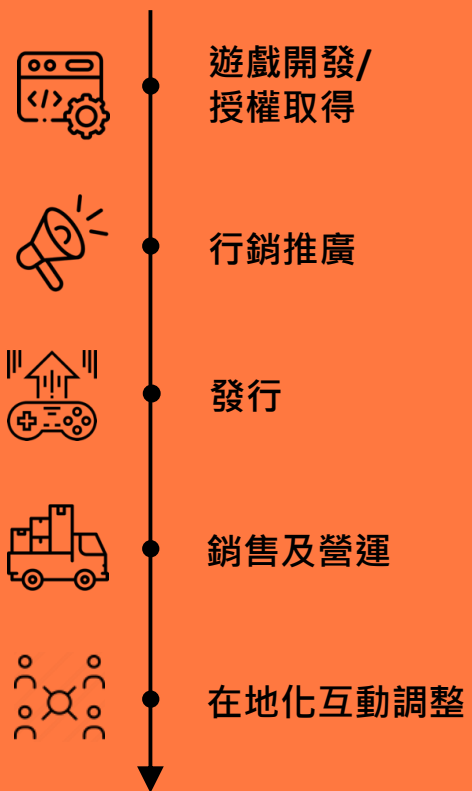 遊戲開發/
授權取得
行銷推廣
發行
銷售及營運
在地化互動調整